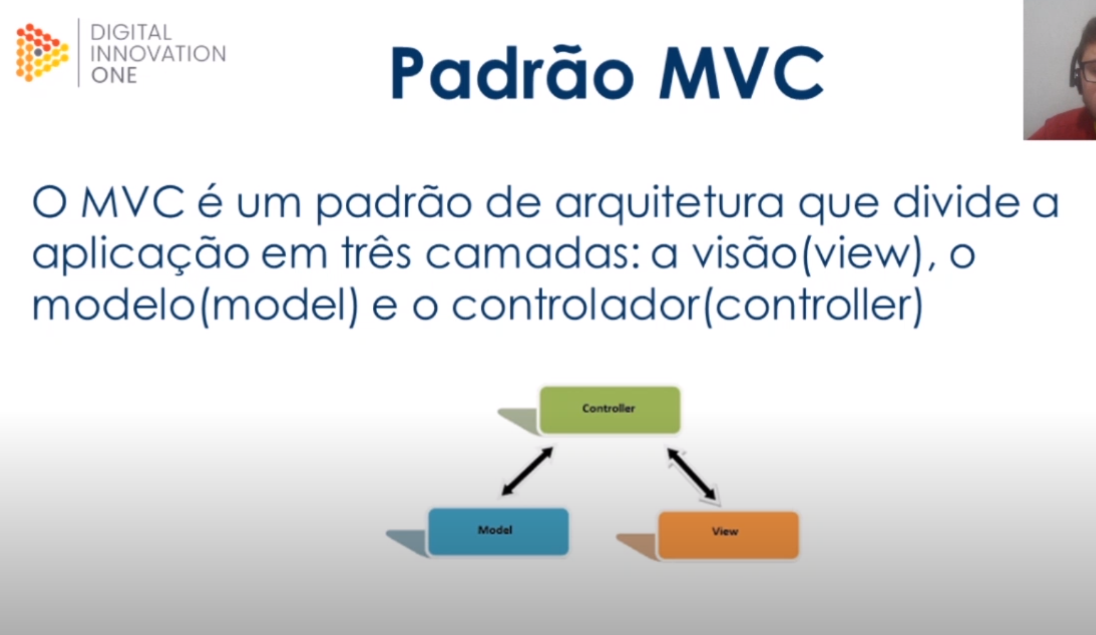 DIGITAL
INNOVATION
ONE
Padrão MVC
O MVC é um padrão de arquitetura que divide a
aplicação em três camadas: a visão(view), o
modelo(model) e o controlador(controller)
Controller
Model
View